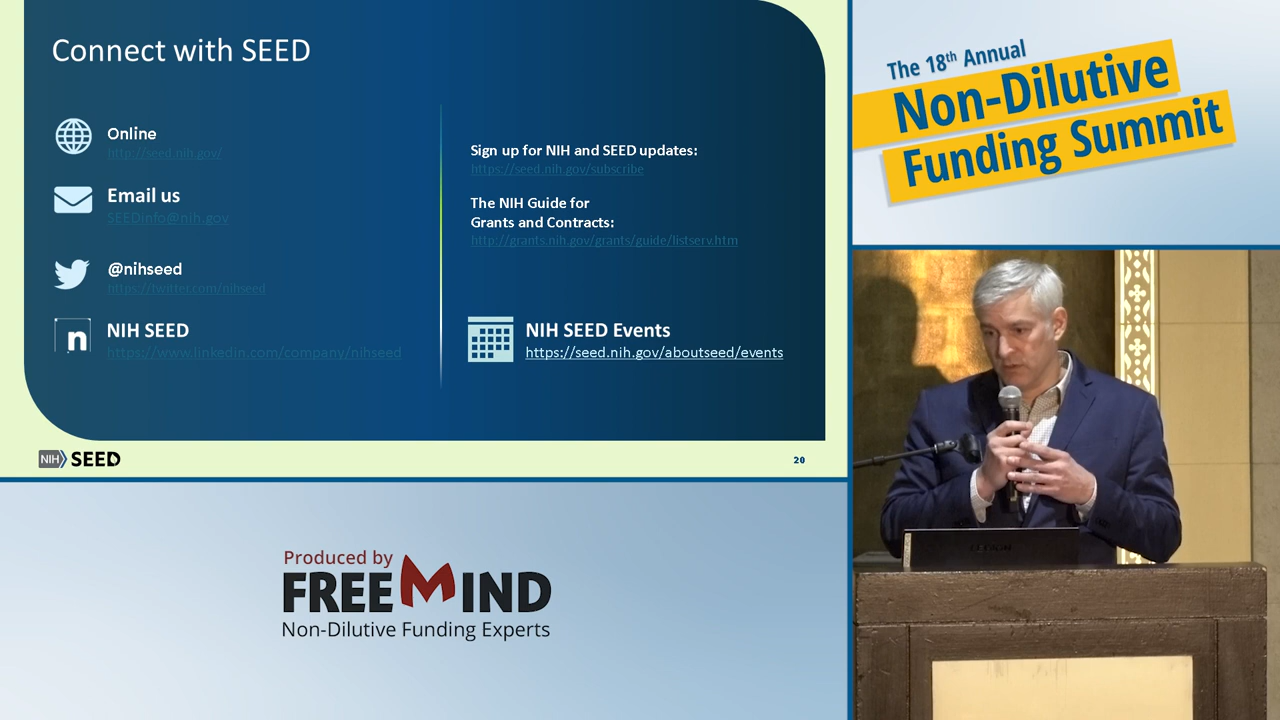 Connect with SEED
Online
http://seed.nih.gov/
Email us
SEEDinfo@nih.gov
@nihseed
https://twitter.com/nihseed
n
NIH SEED
https://www.linkedin.com/company/nihseed
Sign up for NIH and SEED updates:
https://seed.nih.gov/subscribe
The NIH Guide for
Grants and Contracts:
http://grants.nih.gov/grants/guide/listserv.htm
NIH SEED Events
https://seed.nih.gov/aboutseed/events
NIH SEED
20
The 18th Annual
Non-Dilutive
Funding Summit
Produced by
FREEMIND
Non-Dilutive Funding Experts
LEGION